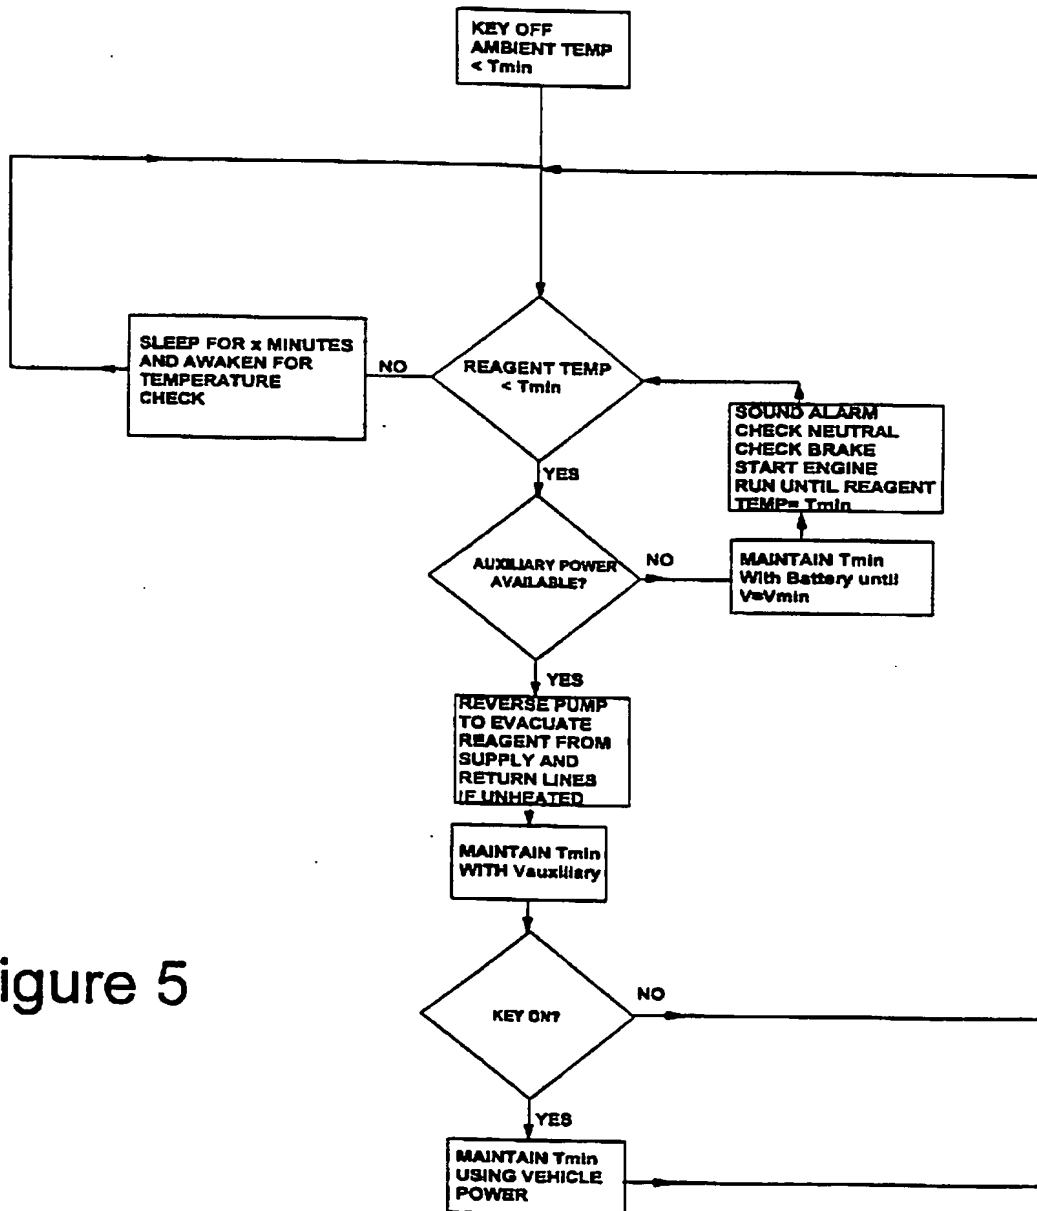 KEY OFF
AMBIENT TEMP
< Tmin
SLEEP FOR x MINUTES
AND AWAKEN FOR
TEMPERATURE
CHECK
NO
REAGENT TEMP
< Tmin
SOUND ALARM
CHECK NEUTRAL
CHECK BRAKE
START ENGINE
RUN UNTIL REAGENT
TEMP= Tmin
YES
AUXILIARY POWER
AVAILABLE?
NO
MAINTAIN Tmin
With Battery until
V=Vmin
YES
REVERSE PUMP
TO EVACUATE
REAGENT FROM
SUPPLY AND
RETURN LINES
IF UNHEATED
MAINTAIN Tmin
WITH Vauxiliary
igure 5
KEY ON?
NO
YES
MAINTAIN Tmin
USING VEHICLE
POWER